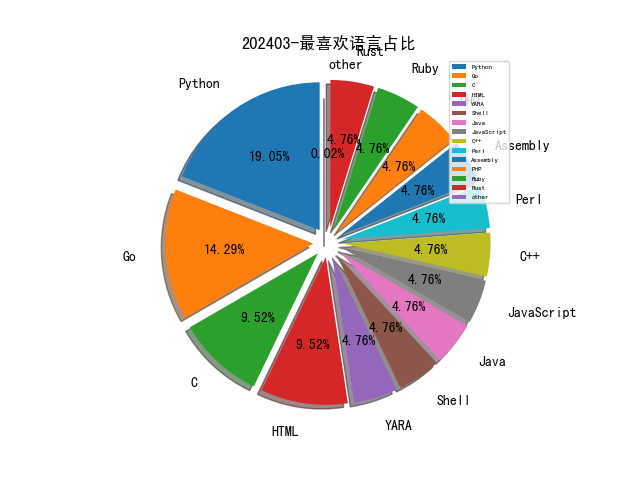 202403-最喜欢语言占比
Python
19.05%
Go
14.29%
C
9.52%
HTML
9.52%
YARA
4.76%
Shell
4.76%
Java
4.76%
JavaScript
4.76%
C++
4.76%
Perl
4.76%
Assembly
4.76%
PHP
4.76%
Ruby
4.76%
Rust
4.76%
other
0.02%
Python
Go
C
HTML
YARA
Shell
Java
JavaScript
C++
Perl
Assembly
PHP
Ruby
Rust
other